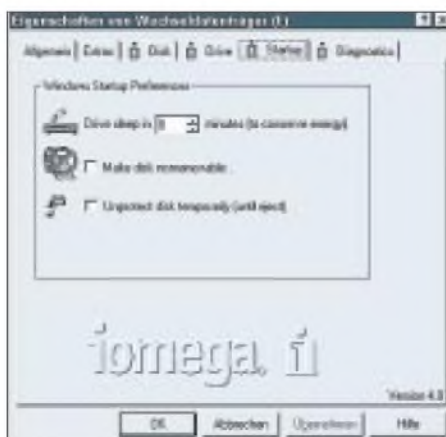 Eigenschaften von Wechseldatenträger (I:)
Allgemein Extras Disk Drive Startup Diagnostics
Windows Startup Preferences
Drive sleep in minutes (to conserve energy)
Make disk nonremovable
Unprotect disk temporarily (until eject)
iomega.
Version 4.0
OK Abbrechen Übernehmen Hilfe